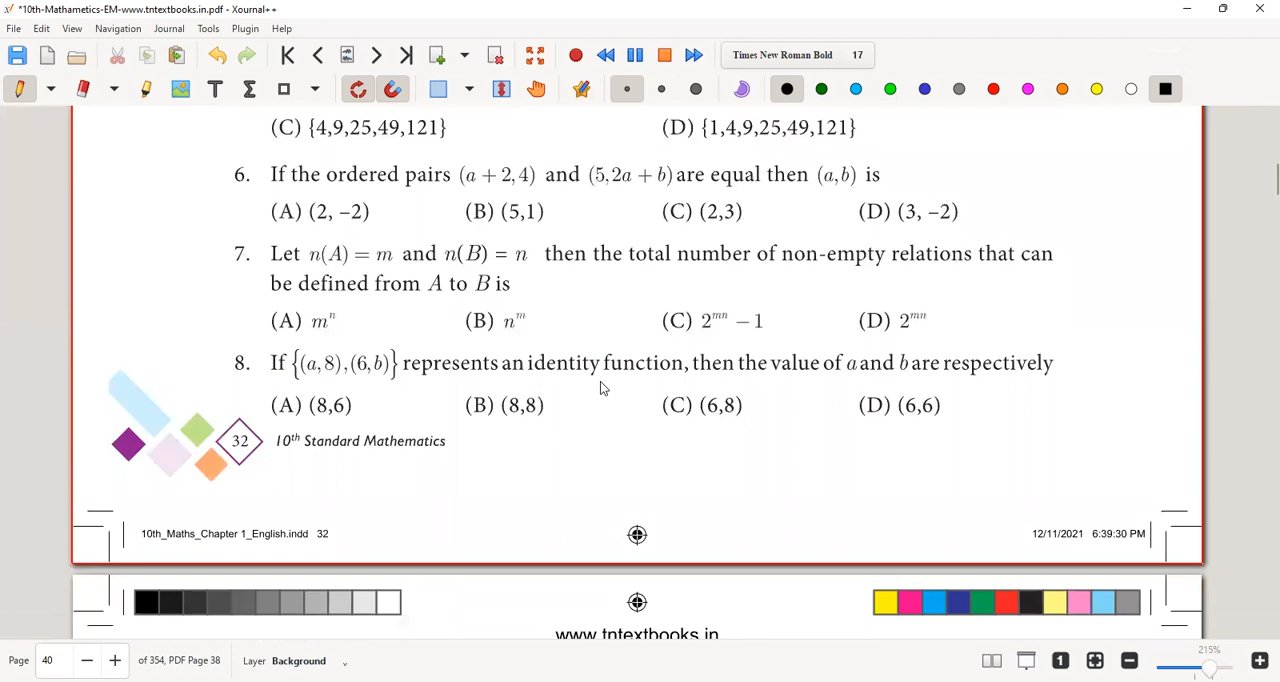 *10th-Mathametics-EM-www.tntextbooks.in.pdf - Xournal++
File Edit View Navigation Journal Tools Plugin Help
Times New Roman Bold 17
(C) {4,9,25,49,121} (D) {1,4,9,25,49,121}
6. If the ordered pairs (a + 2, 4) and (5, 2a + b) are equal then (a, b) is
(A) (2, –2) (B) (5,1) (C) (2,3) (D) (3, –2)
7. Let n(A) = m and n(B) = n then the total number of non-empty relations that can
be defined from A to B is
(A) mⁿ (B) nᵐ (C) 2ᵐⁿ − 1 (D) 2ᵐⁿ
8. If {(a, 8), (6, b)} represents an identity function, then the value of a and b are respectively
(A) (8,6) (B) (8,8) (C) (6,8) (D) (6,6)
32 10th Standard Mathematics
10th_Maths_Chapter 1_English.indd 32 12/11/2021 6:39:30 PM
www.tntextbooks.in
Page 40 of 354, PDF Page 38 Layer Background 1 215%